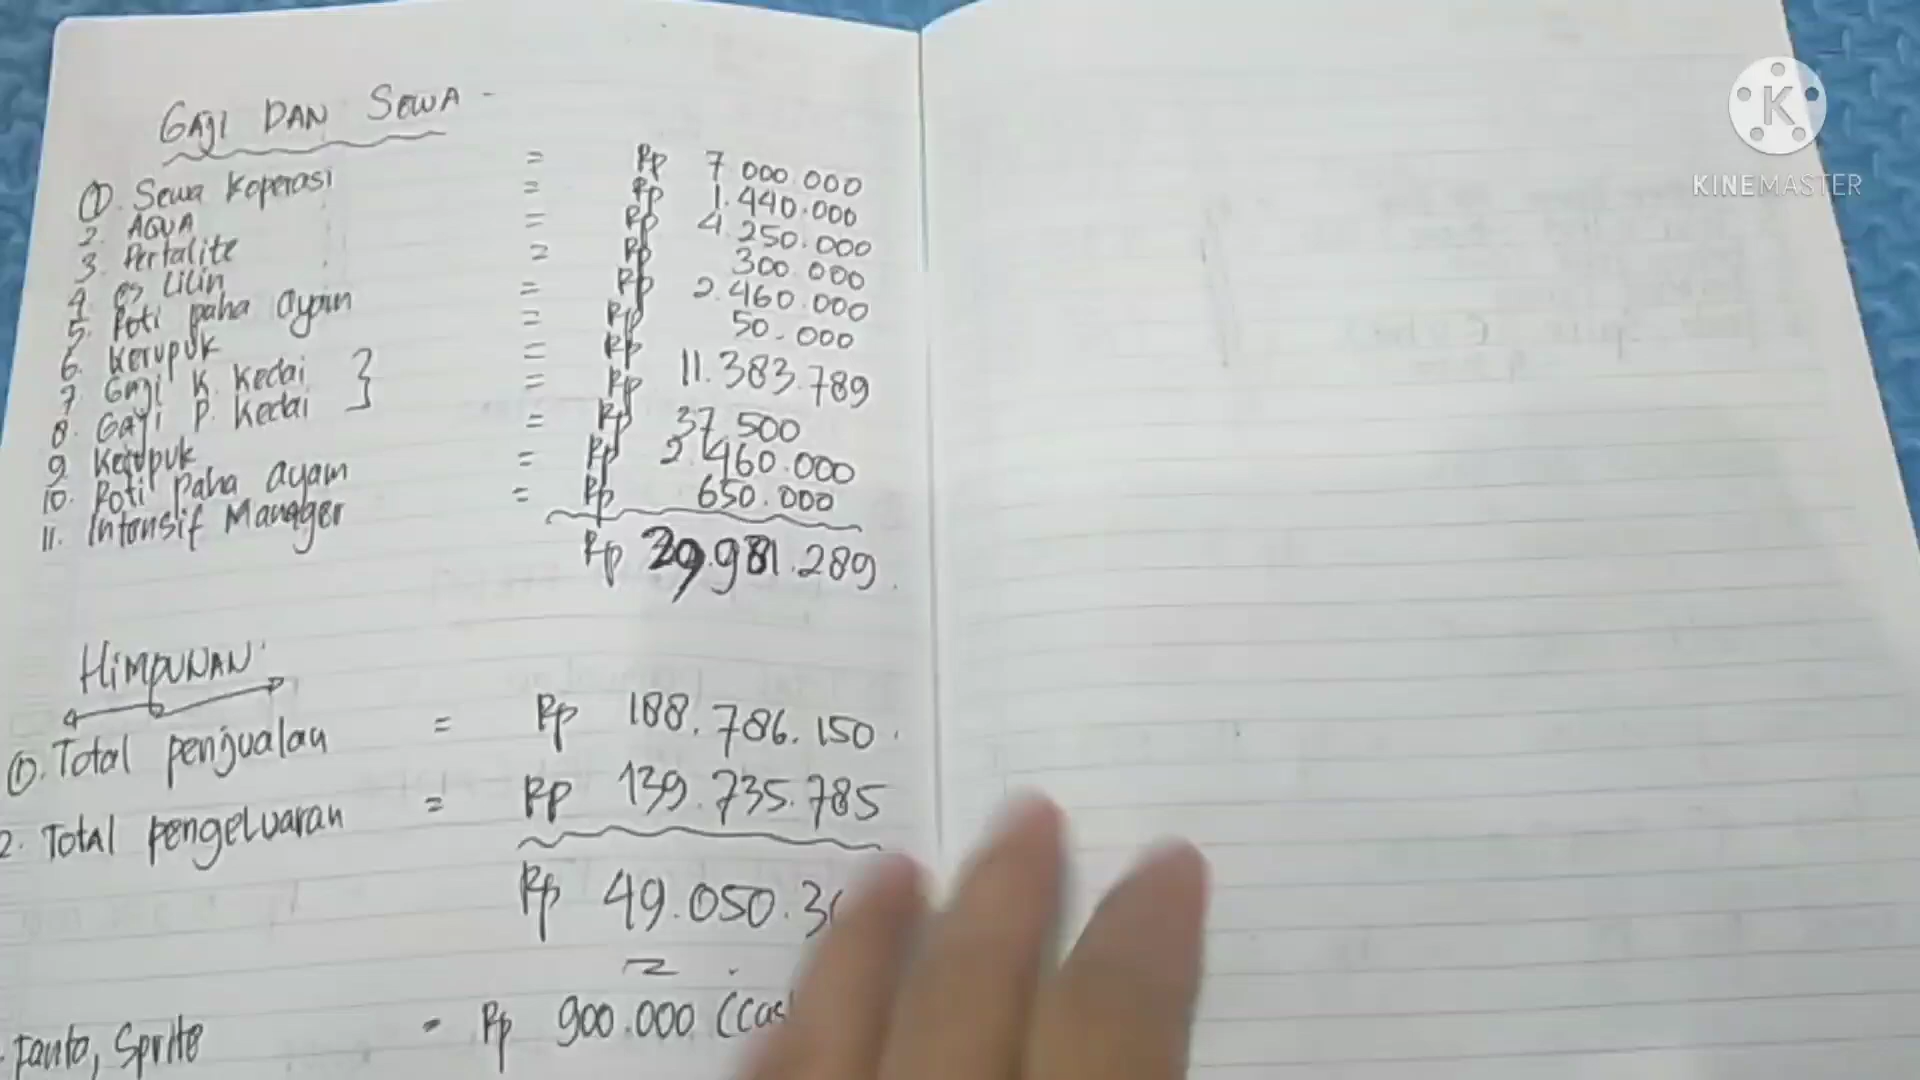 GAJI DAN SEWA
1. Sewa Koperasi = Rp 7 000.000
2. AQUA = Rp 1.440.000
3. Pertalite = Rp 4.250.000
4 es Lilin = Rp 300.000
5. Roti paha ayam = Rp 2.460.000
6. Kerupuk = Rp 50.000
7 Gaji K. Kedai } = Rp 11.383.789
8. Gaji P. Kedai
9 Kerupuk = Rp 37 500
10. Roti Paha ayam = Rp 2.460.000
11. Intensif Manager = Rp 650.000
Rp 29.981.289
HIMPUNAN
1. Total penjualan = Rp 188.786.150
2. Total pengeluaran = Rp 139.735.785
Rp 49.050.3
Fanta, Sprite = Rp 900.000 (Cas
K
KINEMASTER